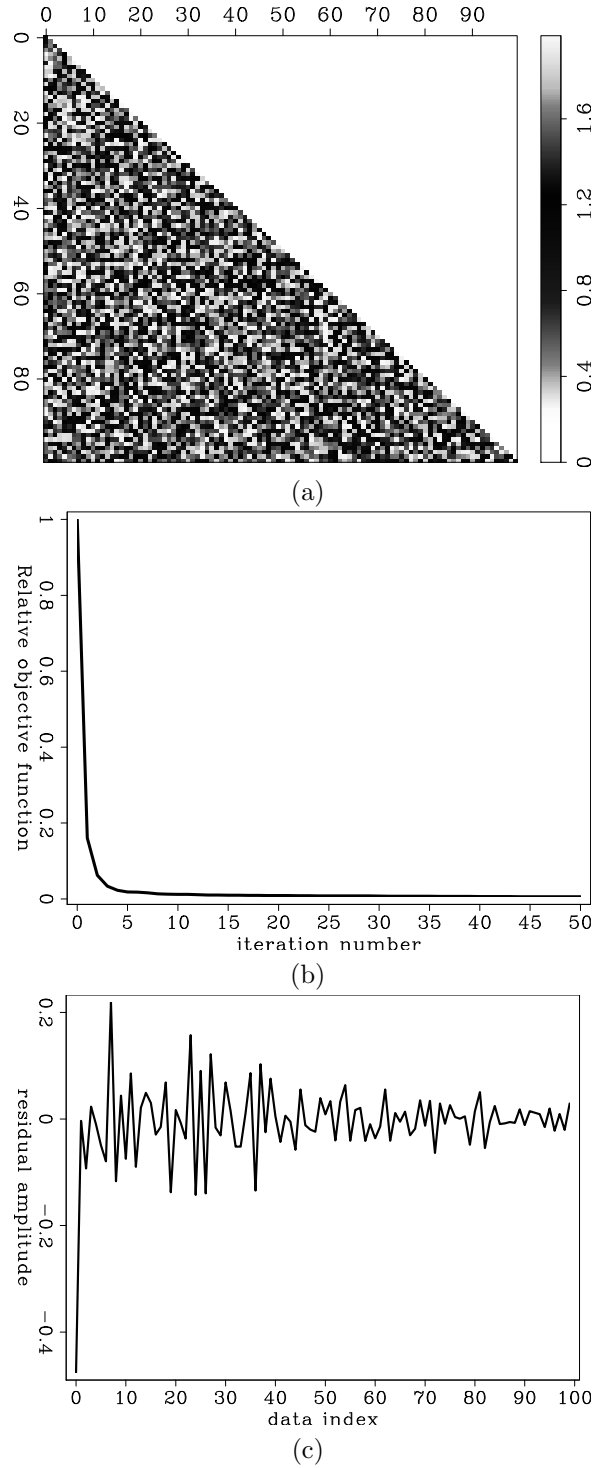 0 10 20 30 40 50 60 70 80 90
0
20
40
60
80
1.6
1.2
0.8
0.4
0
(a)
1
0.8
0.6
0.4
0.2
0
Relative objective function
0 5 10 15 20 25 30 35 40 45 50
iteration number
(b)
0.2
0
−0.2
−0.4
residual amplitude
0 10 20 30 40 50 60 70 80 90 100
data index
(c)